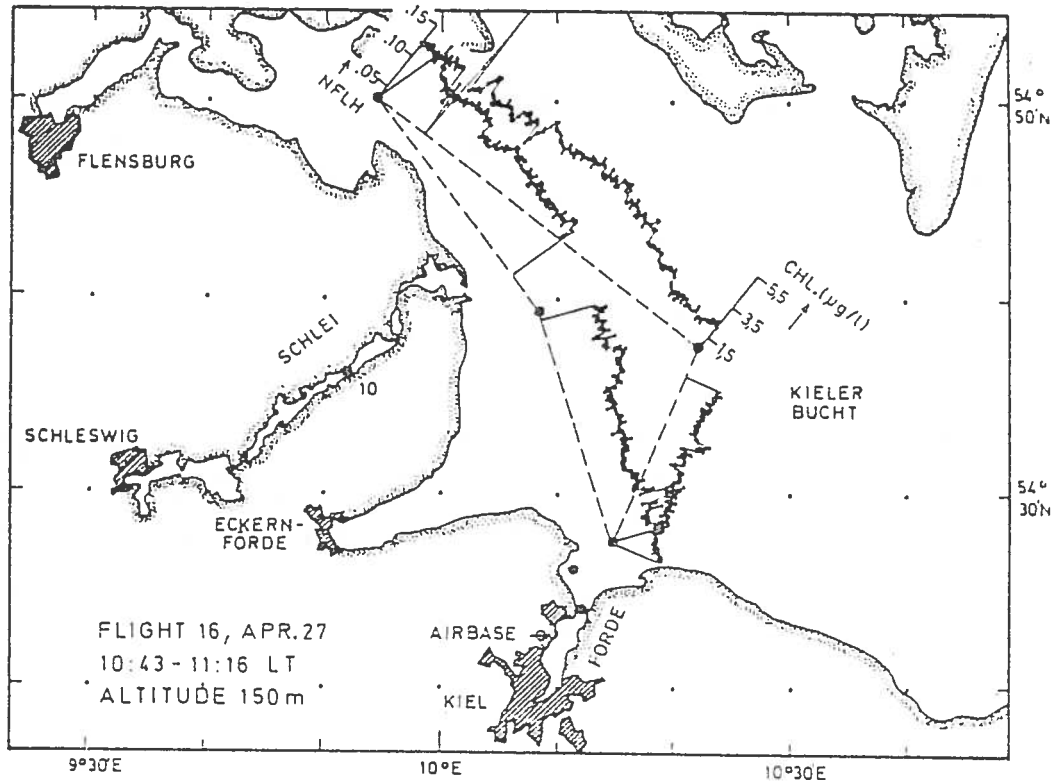 .15
.10
.05
↑
NFLH
54°
50'N
FLENSBURG
CHL.(µg/l)
→
5,5
3,5
1,5
SCHLEI
10
KIELER
BUCHT
SCHLESWIG
54°
30'N
ECKERN-
FÖRDE
FLIGHT 16, APR.27
10:43-11:16 LT
ALTITUDE 150m
AIRBASE
FÖRDE
KIEL
9°30'E
10°E
10°30'E